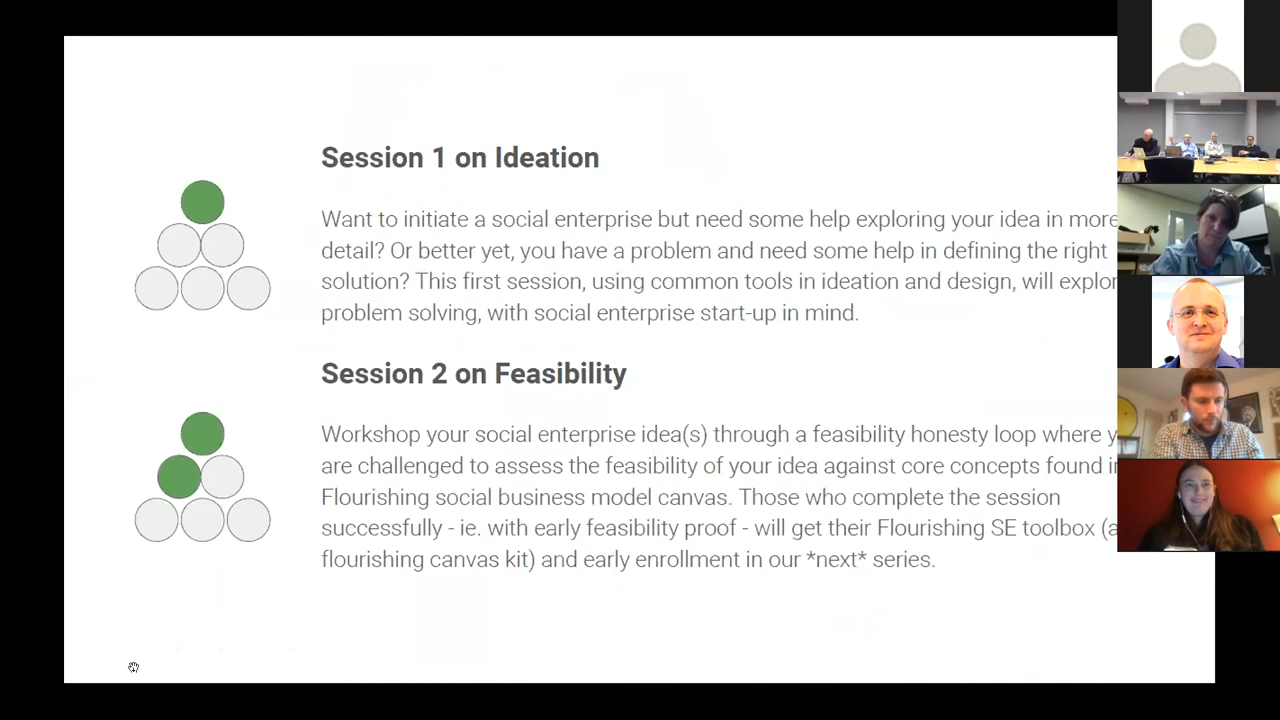 Session 1 on Ideation
Want to initiate a social enterprise but need some help exploring your idea in more
detail? Or better yet, you have a problem and need some help in defining the right
solution? This first session, using common tools in ideation and design, will
problem solving, with social enterprise start-up in mind.
Session 2 on Feasibility
Workshop your social enterprise idea(s) through a feasibility honesty loop where
are challenged to assess the feasibility of your idea against core concepts found
Flourishing social business model canvas. Those who complete the session
successfully - ie. with early feasibility proof - will get their Flourishing SE toolbox
flourishing canvas kit) and early enrollment in our *next* series.